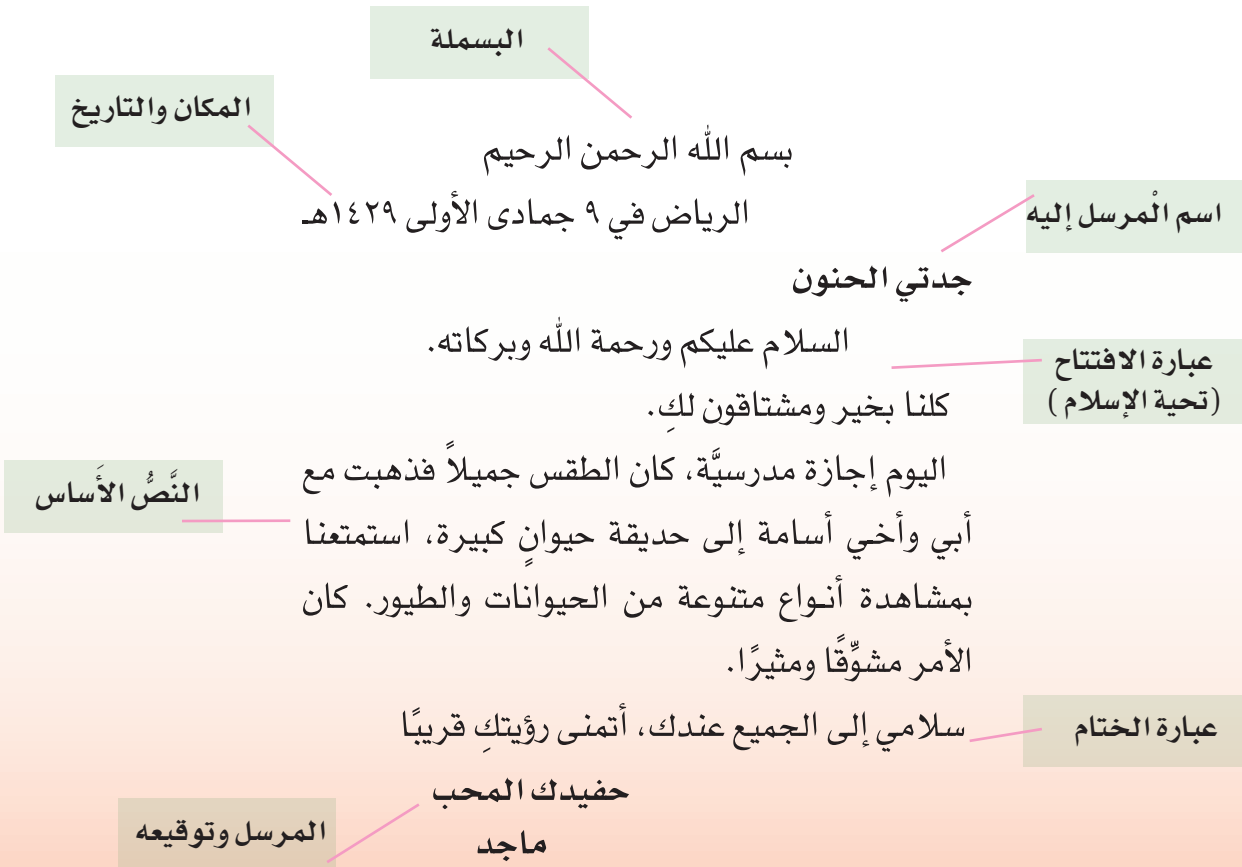 البسملة
المكان والتاريخ
بسم الله الرحمن الرحيم
الرياض في ٩ جمادى الأولى ١٤٢٩هـ
اسم الْمرسل إليه
جدتي الحنون
السلام عليكم ورحمة الله وبركاته.
عبارة الافتتاح
(تحية الإسلام )
كلنا بخير ومشتاقون لكِ.
اليوم إجازة مدرسيَّة، كان الطقس جميلاً فذهبت مع
النَّصُّ الأَساس
أبي وأخي أسامة إلى حديقة حيوانٍ كبيرة، استمتعنا
بمشاهدة أنواع متنوعة من الحيوانات والطيور. كان
الأمر مشوِّقًا ومثيرًا.
عبارة الختام
سلامي إلى الجميع عندك، أتمنى رؤيتكِ قريبًا
حفيدك المحب
المرسل وتوقيعه
ماجد